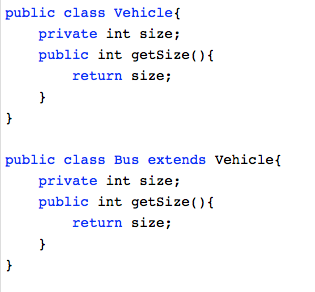 public class Vehicle{
    private int size;
    public int getSize(){
        return size;
    }
}

public class Bus extends Vehicle{
    private int size;
    public int getSize(){
        return size;
    }
}